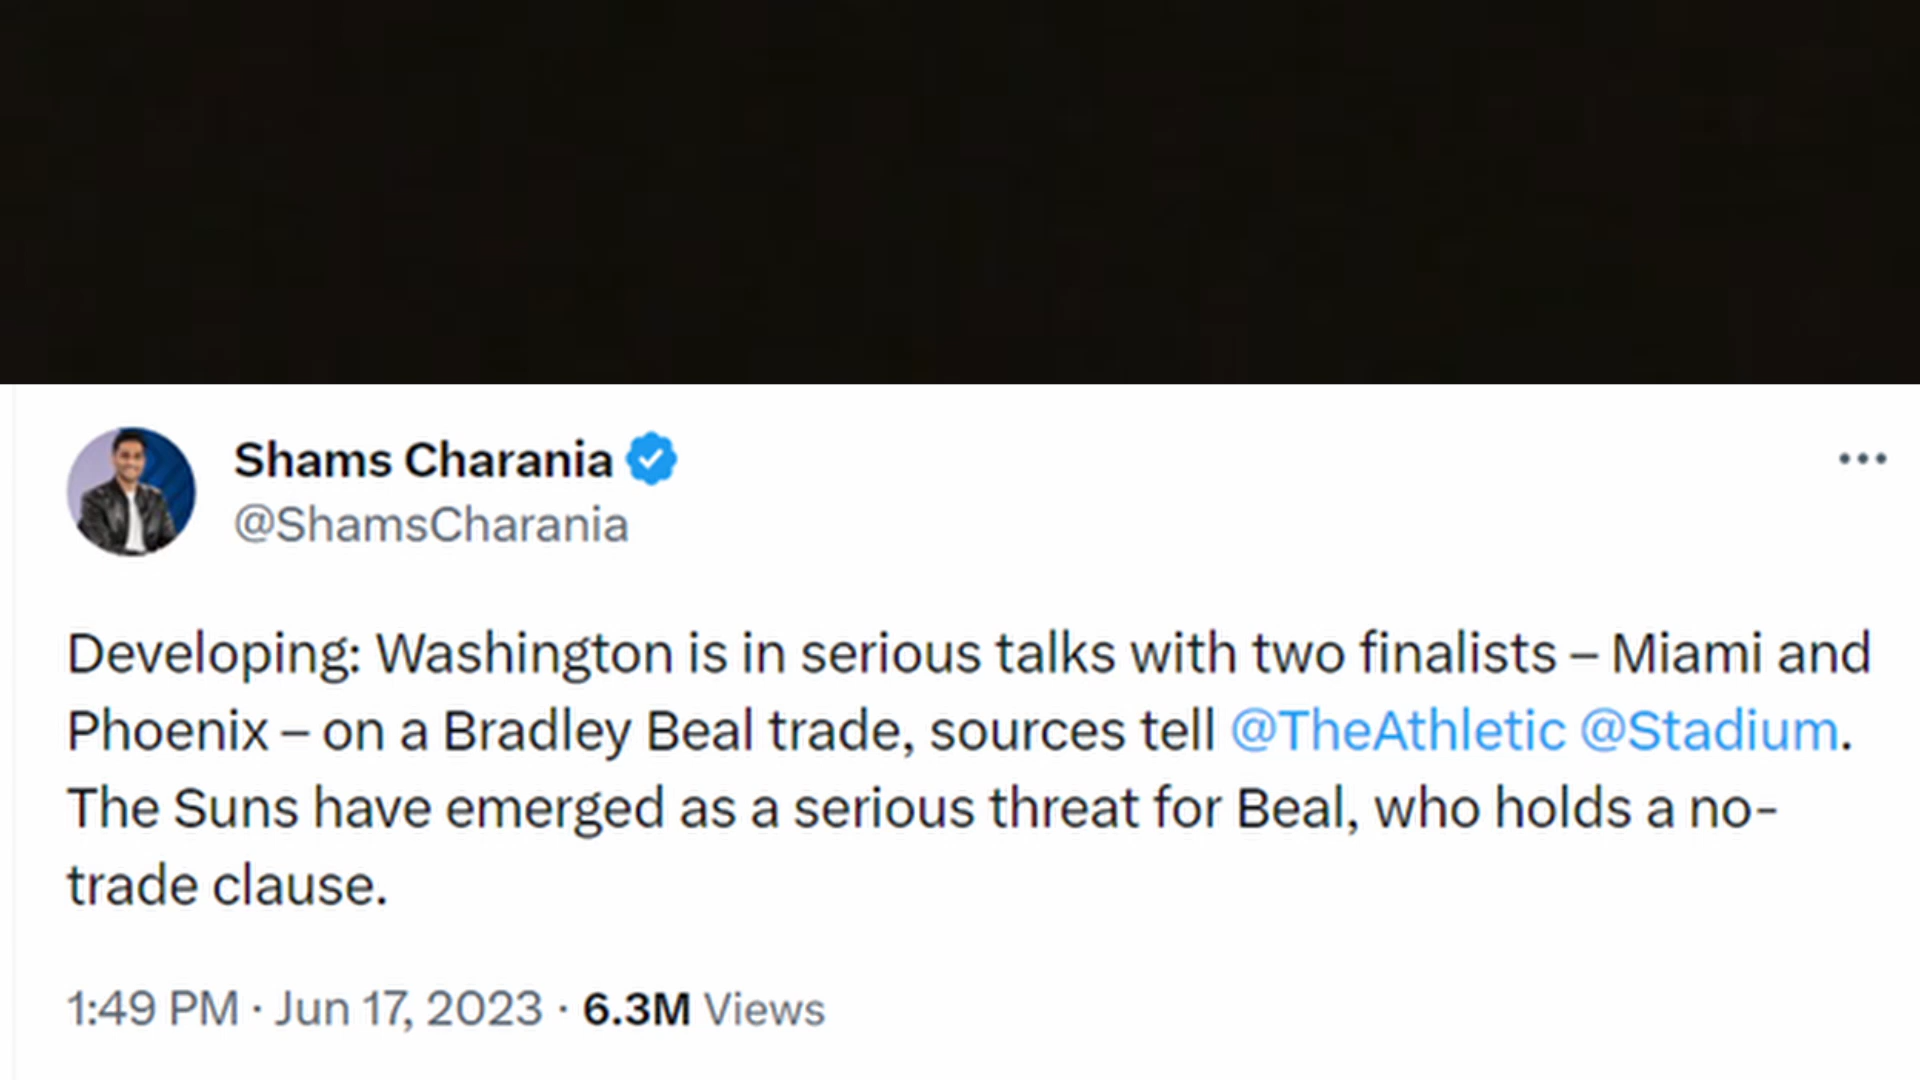 Shams Charania
@ShamsCharania
Developing: Washington is in serious talks with two finalists – Miami and
Phoenix – on a Bradley Beal trade, sources tell @TheAthletic @Stadium.
The Suns have emerged as a serious threat for Beal, who holds a no-
trade clause.
1:49 PM · Jun 17, 2023 · 6.3M Views